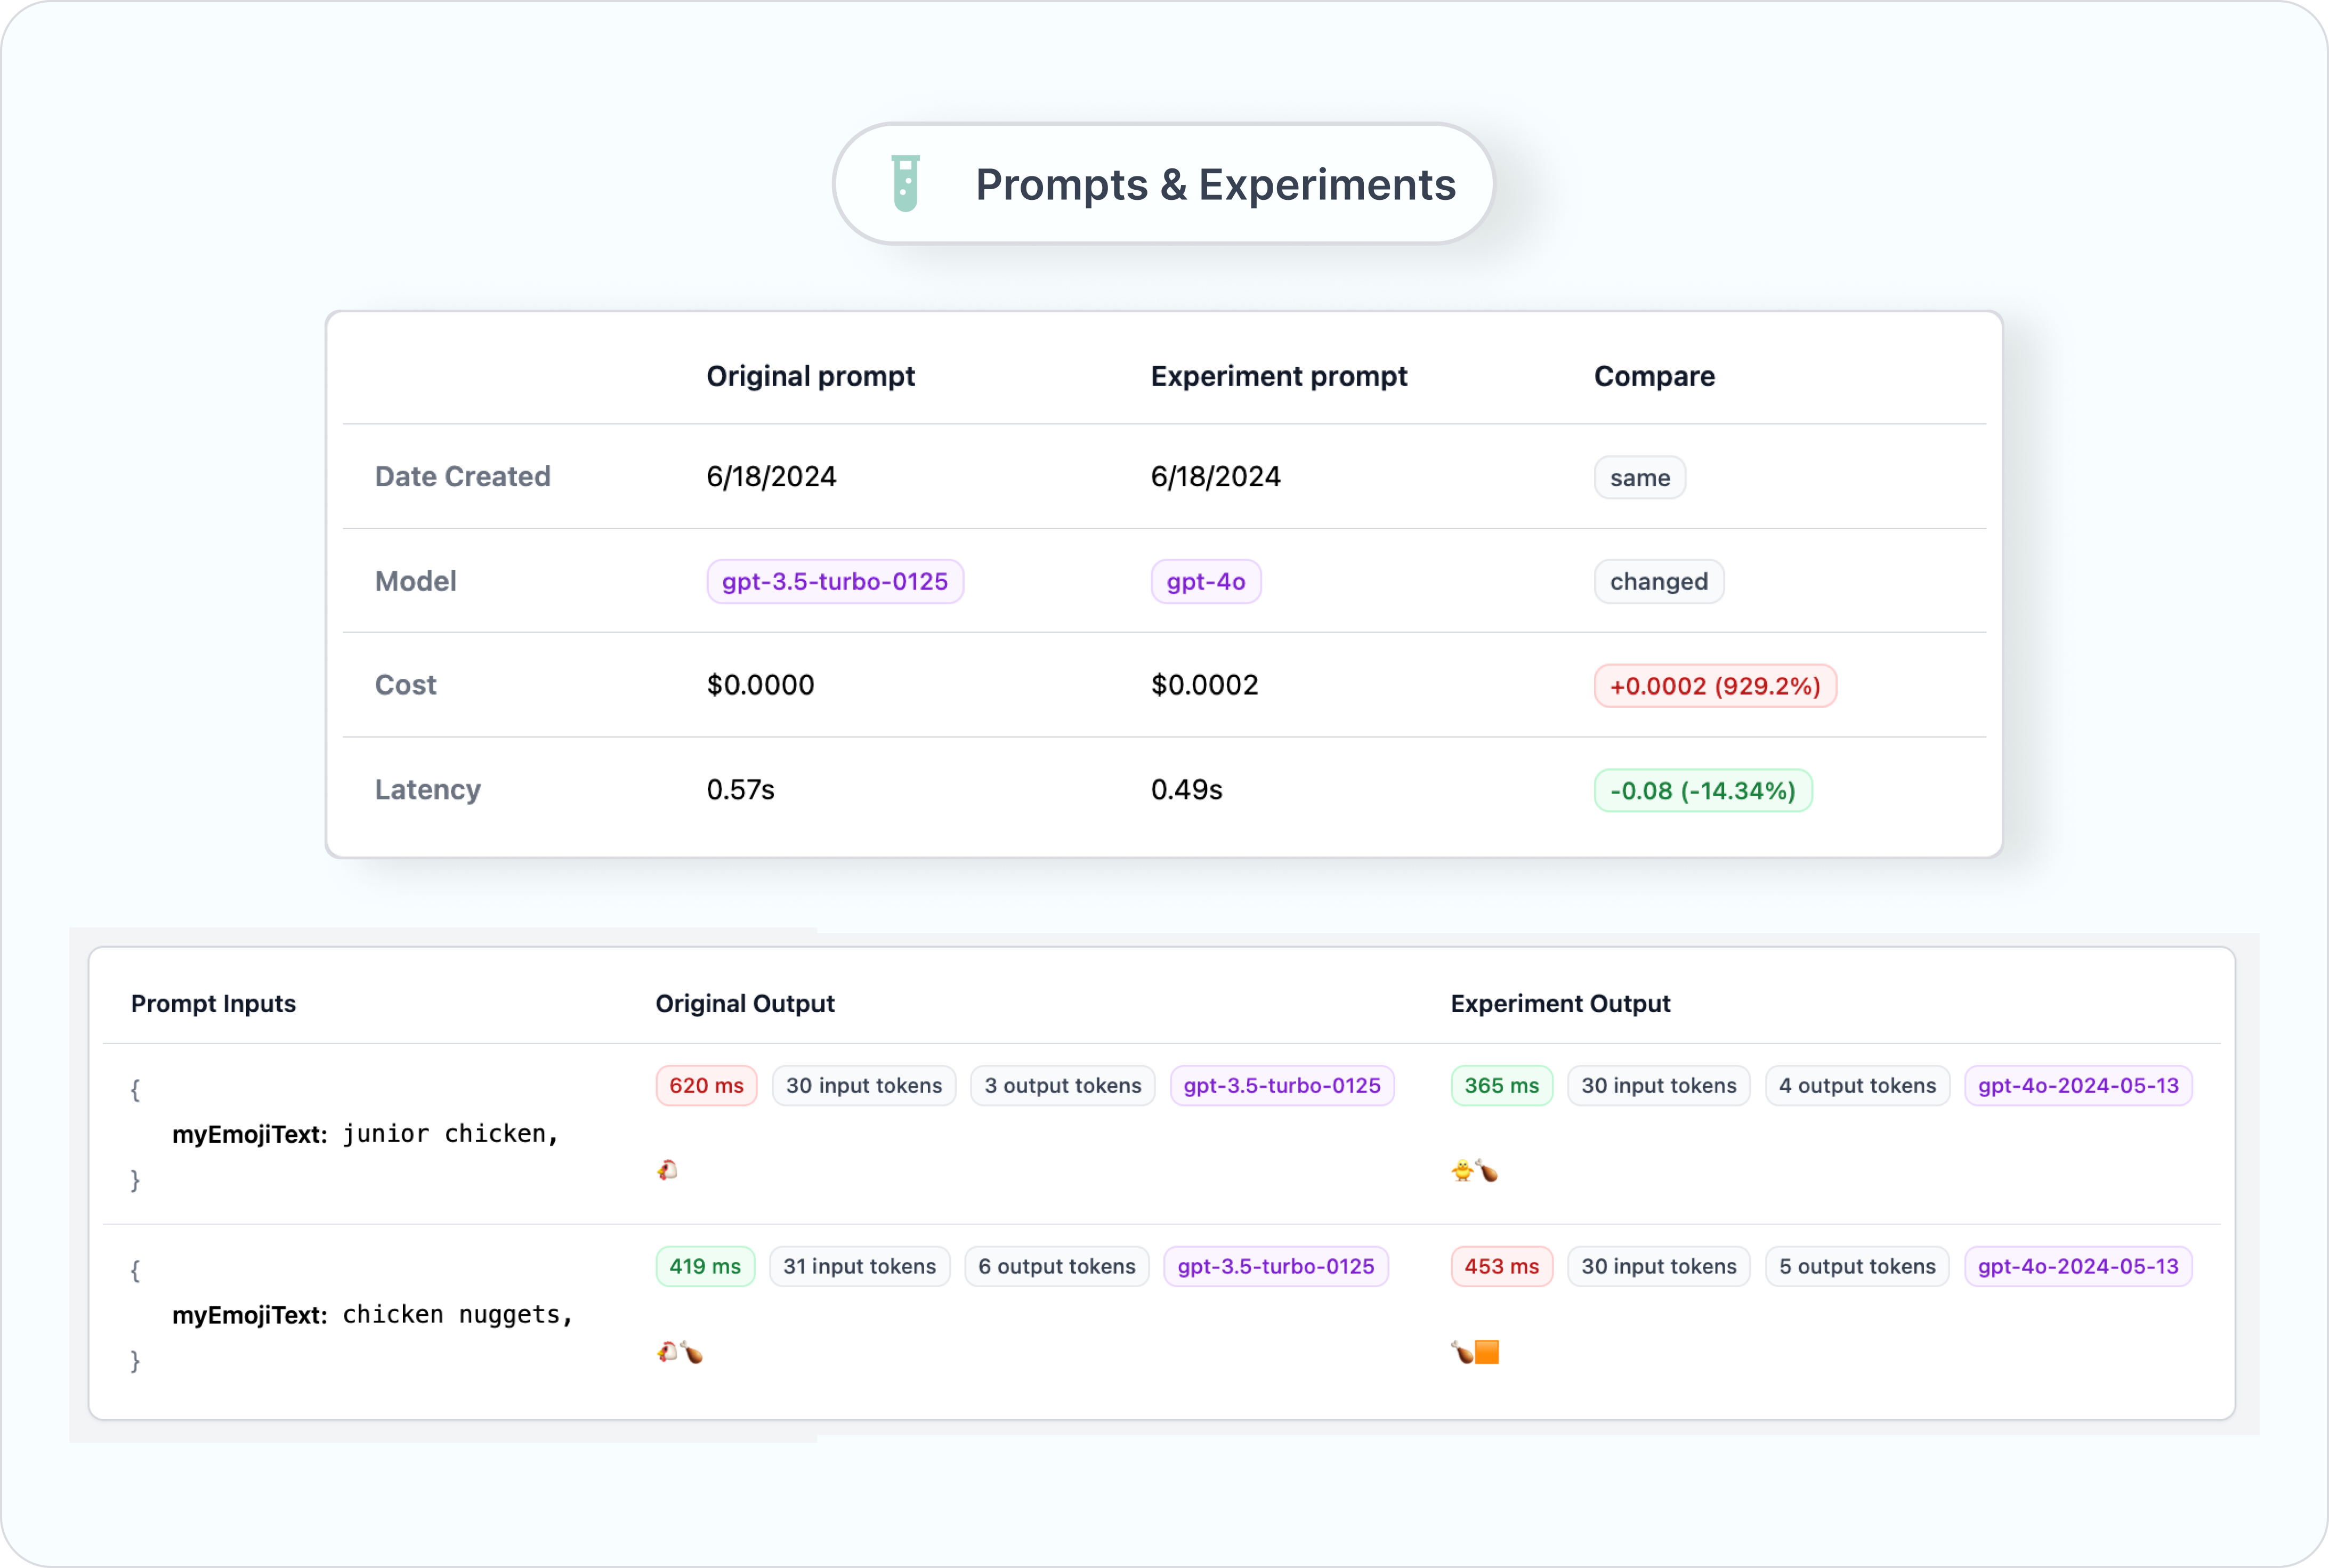 Prompts & Experiments
Original prompt Experiment prompt Compare
Date Created 6/18/2024 6/18/2024 same
Model gpt-3.5-turbo-0125 gpt-4o changed
Cost $0.0000 $0.0002 +0.0002 (929.2%)
Latency 0.57s 0.49s -0.08 (-14.34%)
Prompt Inputs Original Output Experiment Output
{ 620 ms 30 input tokens 3 output tokens gpt-3.5-turbo-0125 365 ms 30 input tokens 4 output tokens gpt-4o-2024-05-13
myEmojiText: junior chicken,
} 🐔 🐥🍗
{ 419 ms 31 input tokens 6 output tokens gpt-3.5-turbo-0125 453 ms 30 input tokens 5 output tokens gpt-4o-2024-05-13
myEmojiText: chicken nuggets,
} 🐔🍗 🍗🟧